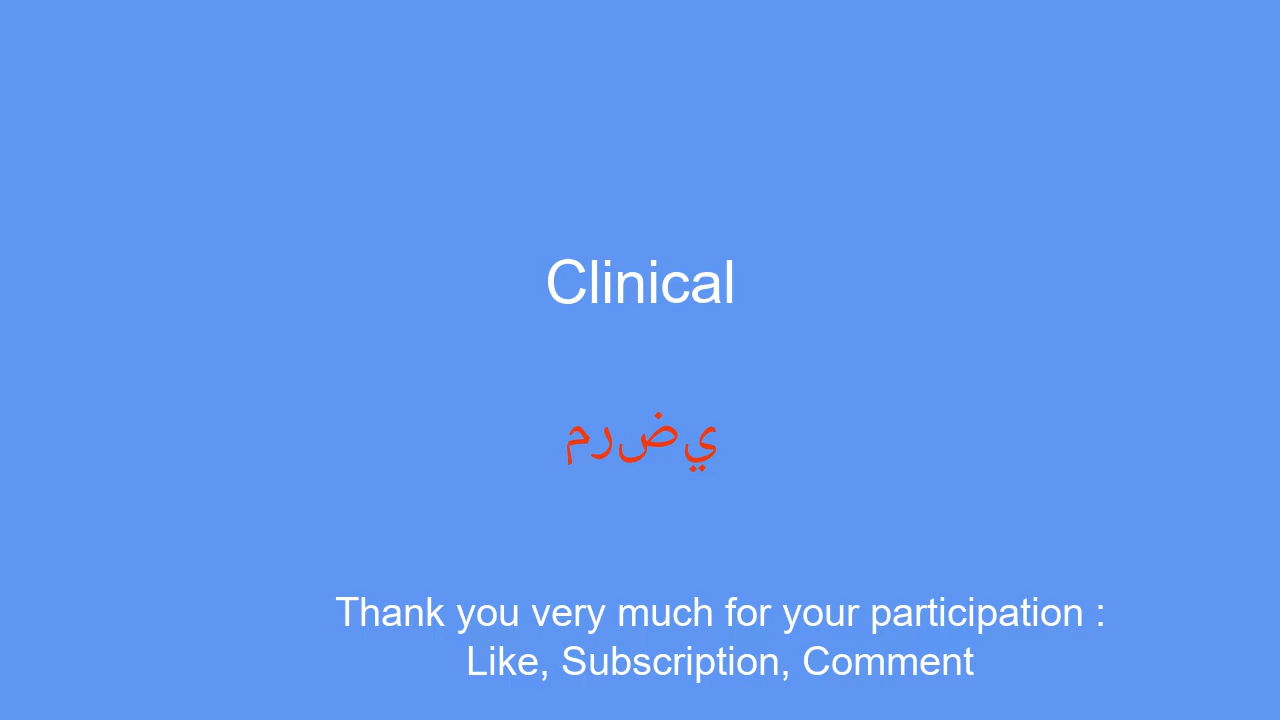 Clinical
مرضي
Thank you very much for your participation :
Like, Subscription, Comment